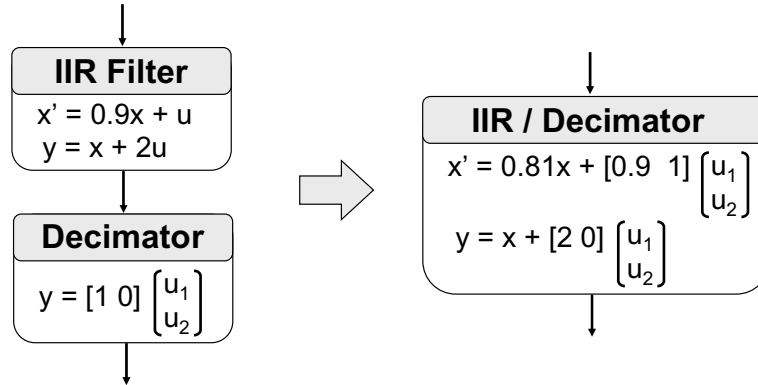 IIR Filter
x' = 0.9x + u
y = x + 2u
Decimator
y = [1 0] [u₁
u₂]
IIR / Decimator
x' = 0.81x + [0.9 1] [u₁
u₂]
y = x + [2 0] [u₁
u₂]